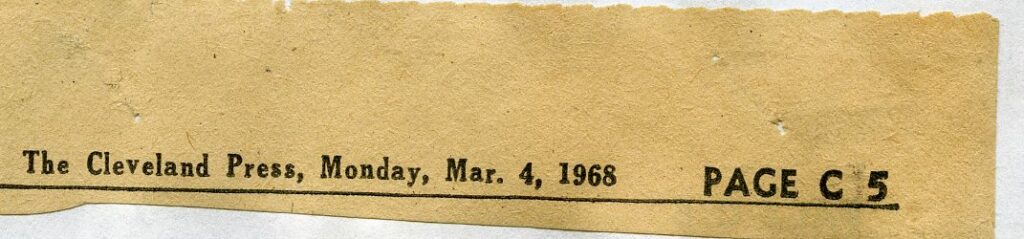 The Cleveland Press, Monday, Mar. 4, 1968 PAGE C 5